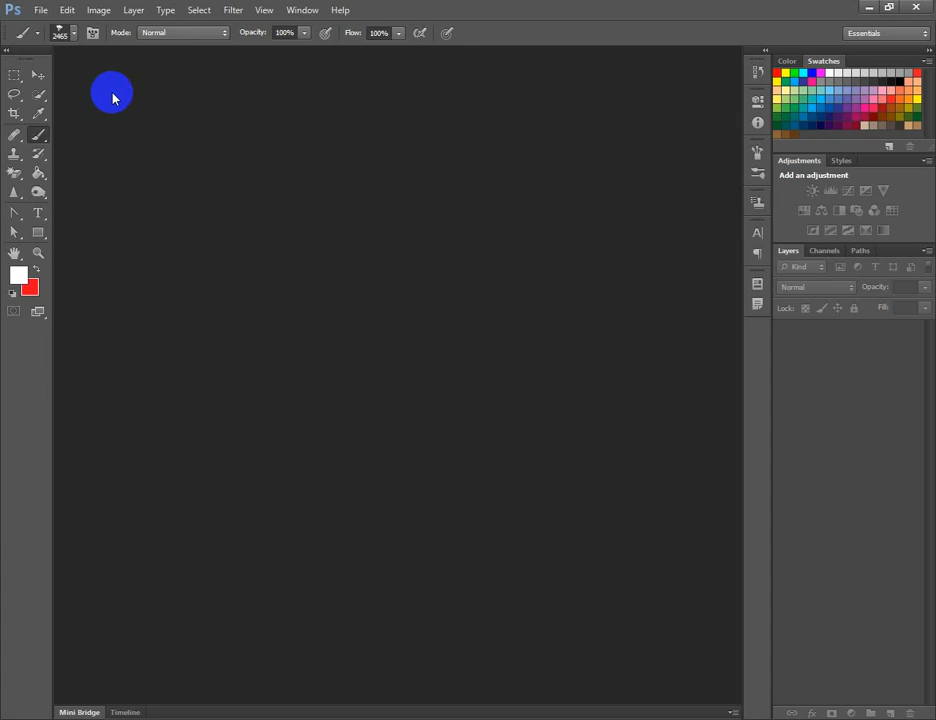 Ps File Edit Image Layer Type Select Filter View Window Help
2465 Mode: Normal Opacity: 100% Flow: 100% Essentials
Color Swatches
Adjustments Styles
Add an adjustment
Layers Channels Paths
Kind T
Normal Opacity:
Lock: Fill:
Mini Bridge Timeline